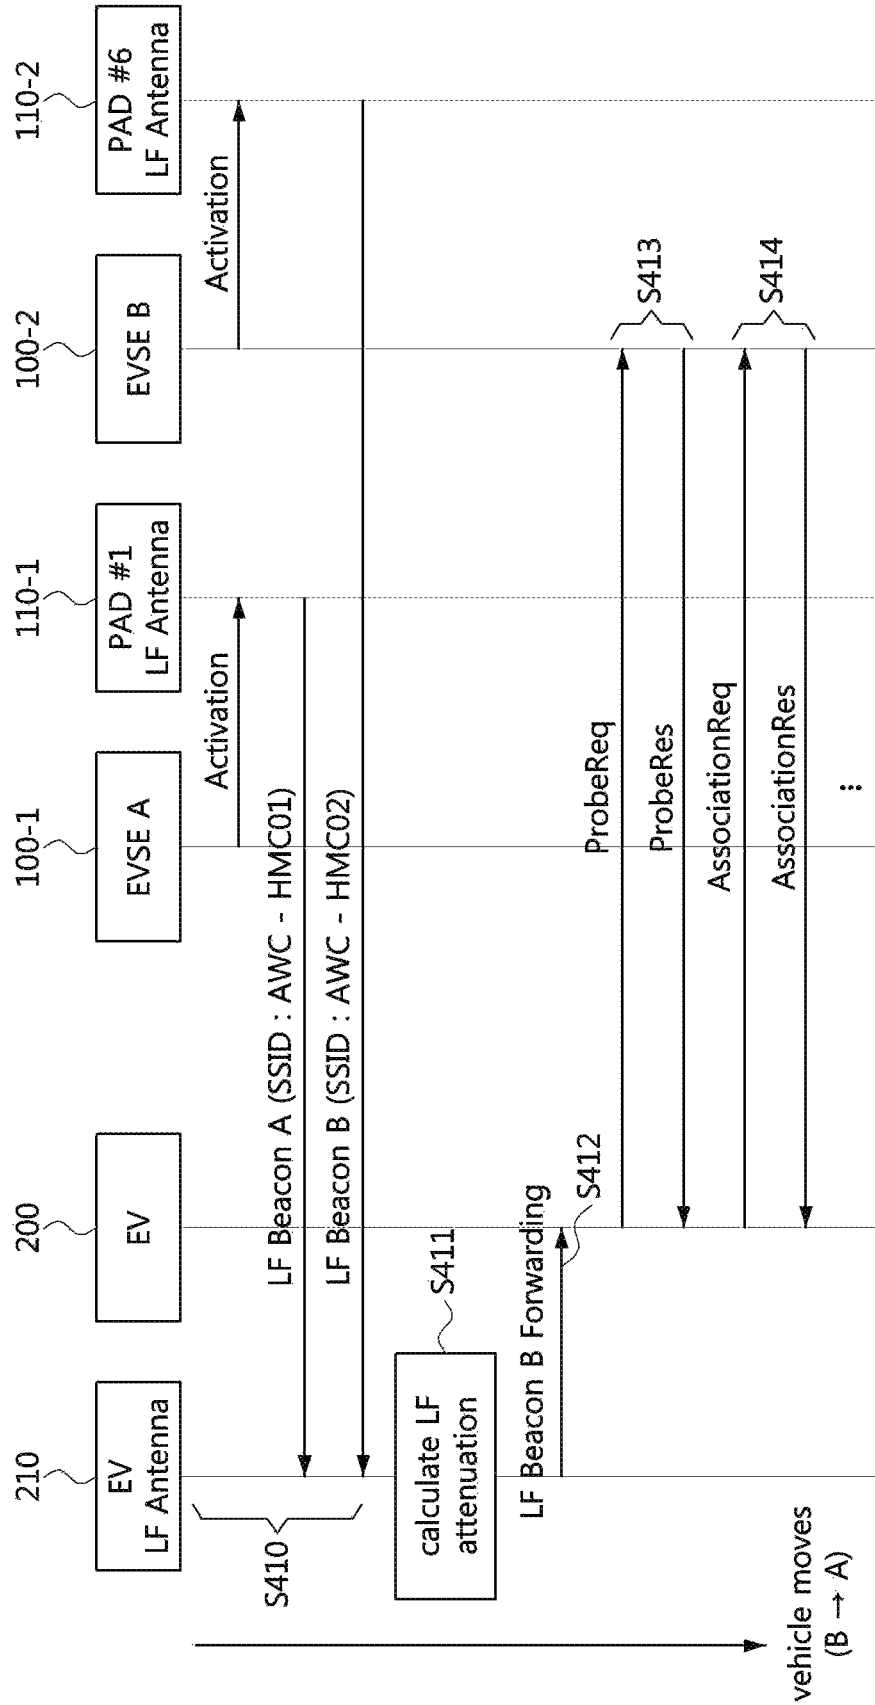 210
200
100-1
110-1
100-2
110-2
EV
LF Antenna
EV
EVSE A
PAD #1
LF Antenna
EVSE B
PAD #6
LF Antenna
Activation
Activation
S410
LF Beacon A (SSID : AWC - HMC01)
LF Beacon B (SSID : AWC - HMC02)
calculate LF
attenuation
S411
LF Beacon B Forwarding
S412
ProbeReq
ProbeRes
S413
AssociationReq
AssociationRes
S414
⋮
vehicle moves
(B → A)